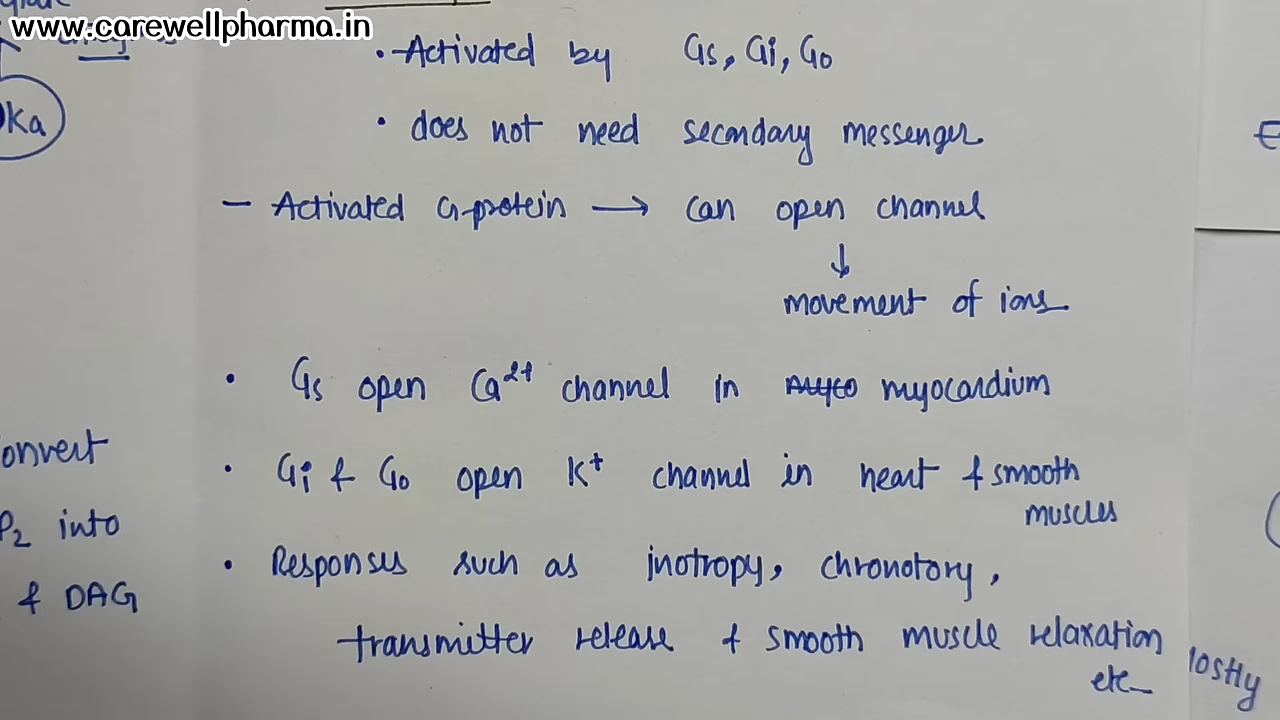 www.carewellpharma.in
Ka
• Activated by Gs, Gi, Go
• does not need secondary messenger
- Activated G-protein → can open channel
↓
movement of ions
• Gs open Ca²⁺ channel in myocardium
• Gi & Go open K⁺ channel in heart & smooth
muscles
onvert
P₂ into
& DAG
• Responses such as inotropy, chronotory,
transmitter release & smooth muscle relaxation
etc
lostly